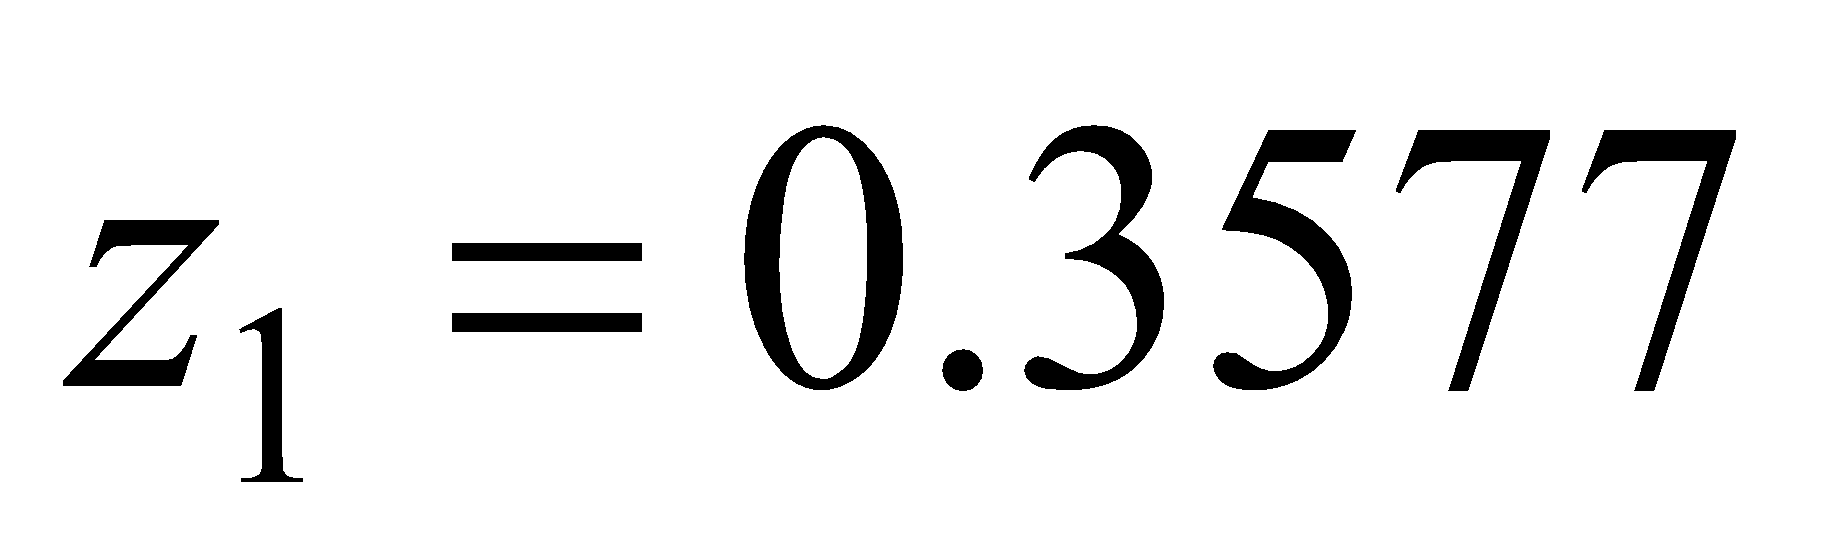 z₁ = 0.3577